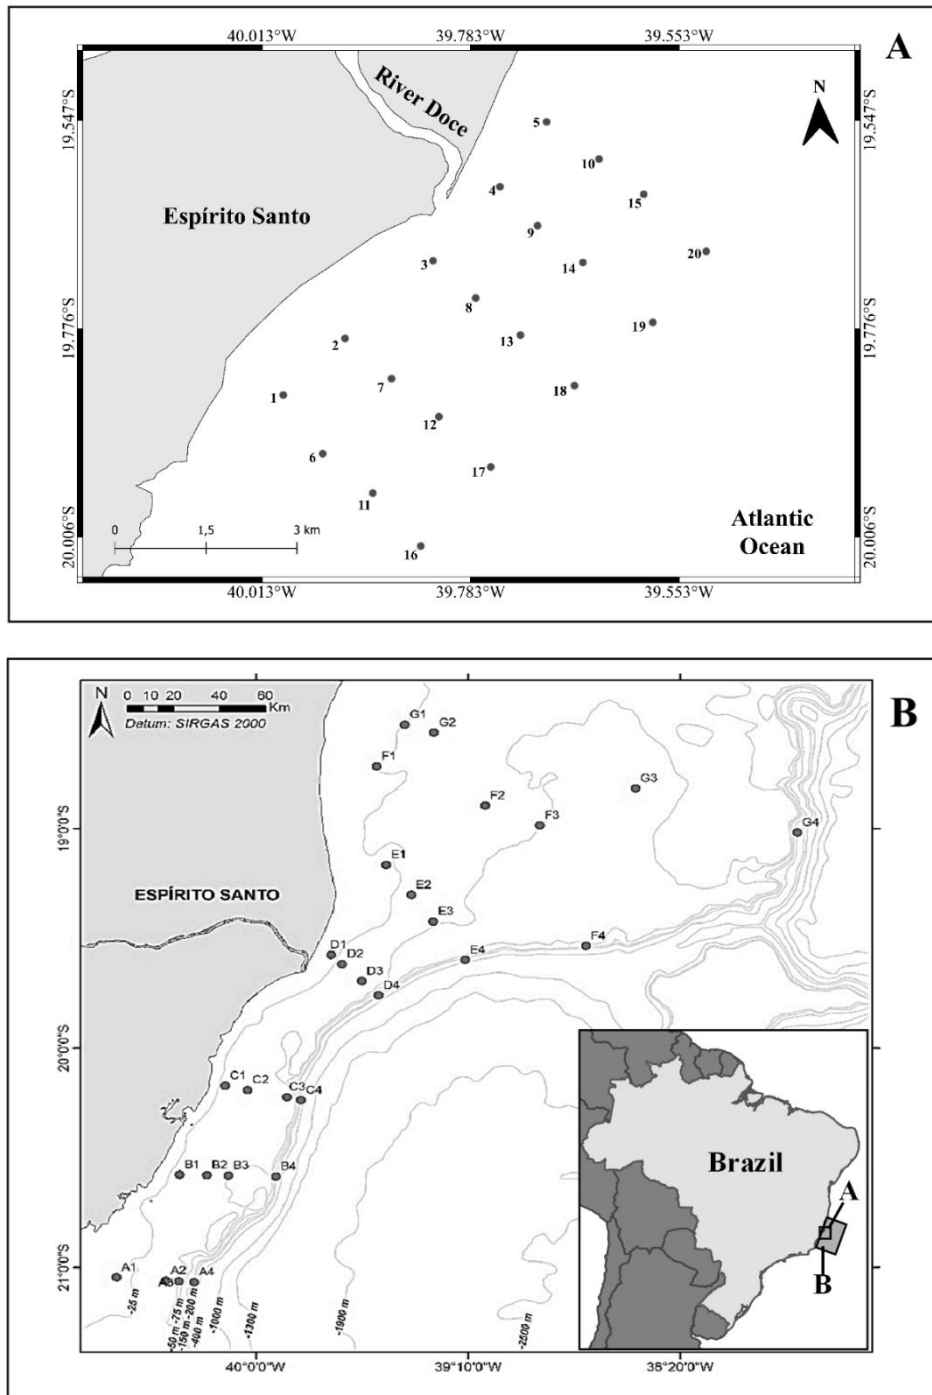 A
40.013°W
39.783°W
39.553°W
N
River Doce
19.547°S
19.547°S
5
10
4
15
Espírito Santo
9
20
3
14
8
19.776°S
19.776°S
19
13
2
7
18
1
12
6
17
11
0
1,5
3 km
Atlantic
Ocean
20.006°S
20.006°S
16
40.013°W
39.783°W
39.553°W
B
N
0 10 20 40 60
Km
Datum: SIRGAS 2000
G1
G2
F1
G3
F2
F3
G4
19°0'0"S
E1
ESPÍRITO SANTO
E2
E3
D1
D2
F4
E4
D3
D4
20°0'0"S
C1
C2
C3
C4
B1
B2
B3
B4
Brazil
A
B
21°0'0"S
A1
A2
A4
-25 m
-50 m
-75 m
-150 m
-200 m
-400 m
-1000 m
-1300 m
-1900 m
-2500 m
40°0'0"W
39°10'0"W
38°20'0"W